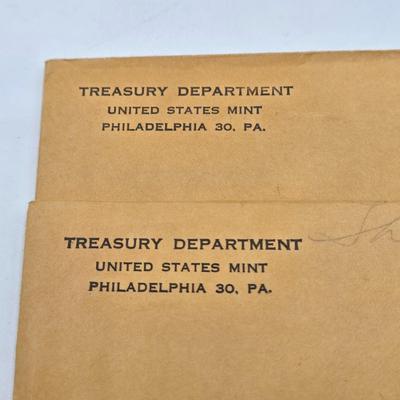 TREASURY DEPARTMENT
UNITED STATES MINT
PHILADELPHIA 30, PA.
TREASURY DEPARTMENT
UNITED STATES MINT
PHILADELPHIA 30, PA.